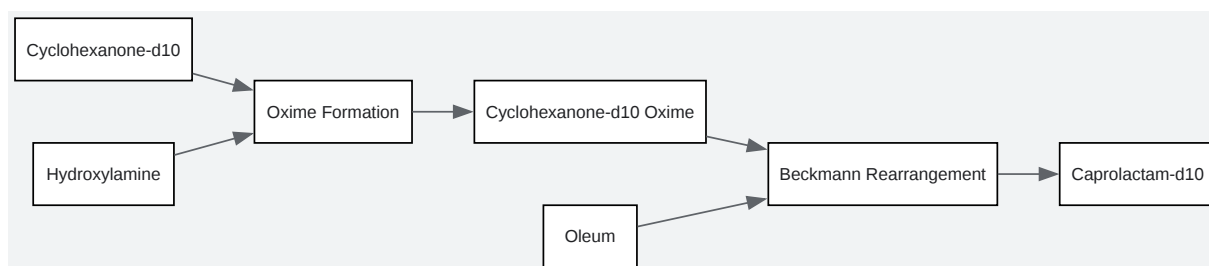 Cyclohexanone-d10
Hydroxylamine
Oxime Formation
Cyclohexanone-d10 Oxime
Oleum
Beckmann Rearrangement
Caprolactam-d10